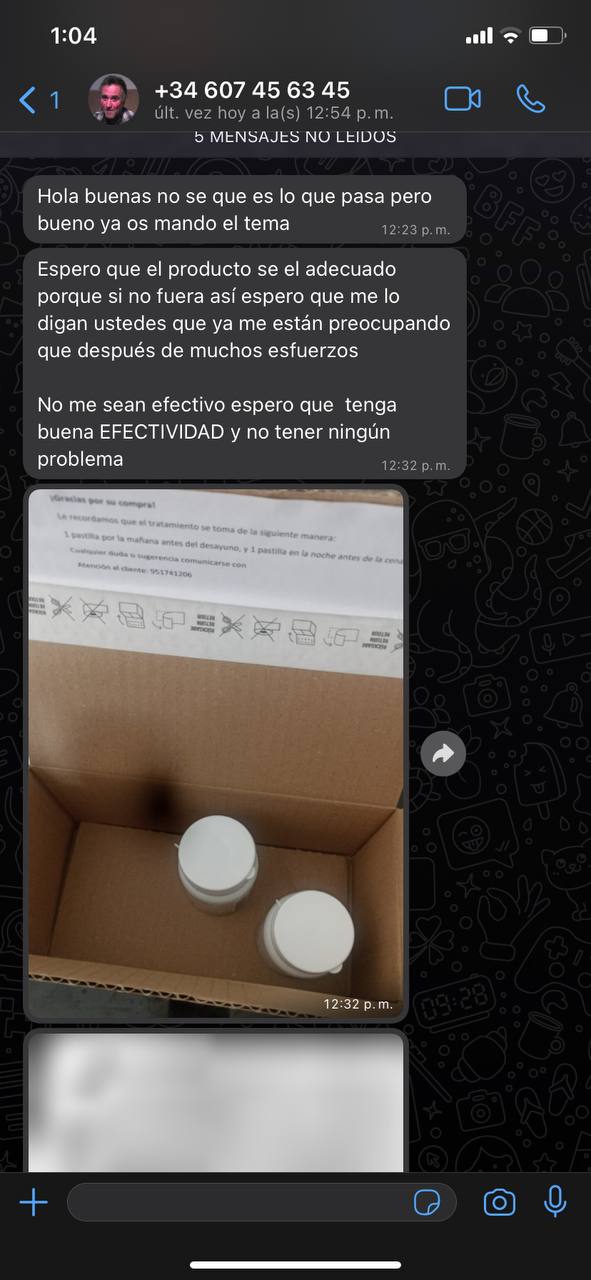 1:04
1
+34 607 45 63 45
últ. vez hoy a la(s) 12:54 p. m.
5 MENSAJES NO LEÍDOS
Hola buenas no se que es lo que pasa pero
bueno ya os mando el tema
12:23 p. m.
Espero que el producto se el adecuado
porque si no fuera así espero que me lo
digan ustedes que ya me están preocupando
que después de muchos esfuerzos
No me sean efectivo espero que  tenga
buena EFECTIVIDAD y no tener ningún
problema
12:32 p. m.
¡Gracias por su compra!
Le recordamos que el tratamiento se toma de la siguiente manera:
1 pastilla por la mañana antes del desayuno, y 1 pastilla en la noche antes de la cena
Cualquier duda o sugerencia comunicarse con
Atención al cliente: 951741206
12:32 p. m.